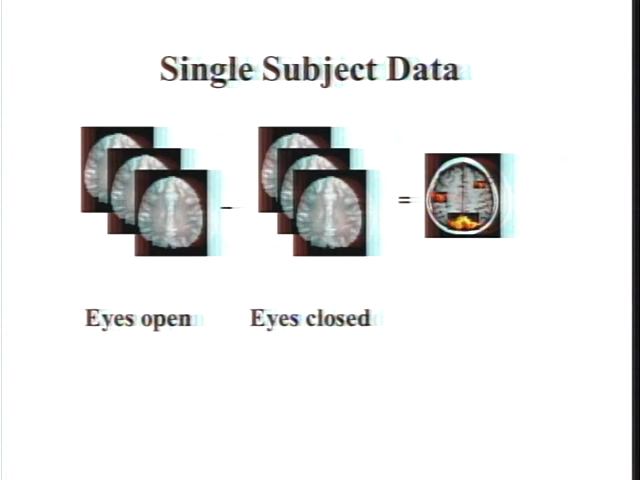 Single Subject Data
- =
Eyes open Eyes closed